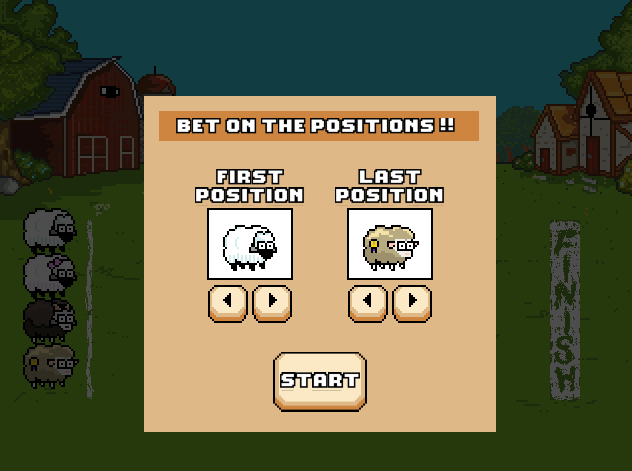 BET ON THE POSITIONS !!
FIRST
POSITION
LAST
POSITION
START
FINISH